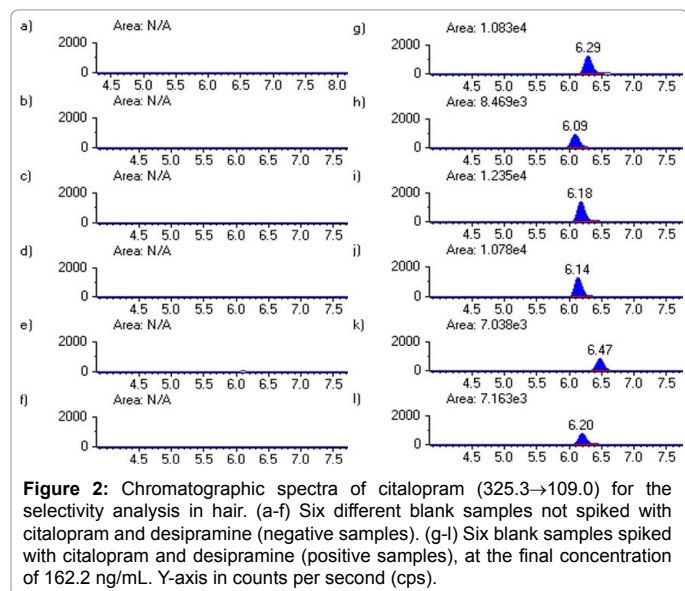 a) Area: N/A
2000
0
4.5 5.0 5.5 6.0 6.5 7.0 7.5 8.0
b) Area: N/A
2000
0
4.5 5.0 5.5 6.0 6.5 7.0 7.5
c) Area: N/A
2000
0
4.5 5.0 5.5 6.0 6.5 7.0 7.5
d) Area: N/A
2000
0
4.5 5.0 5.5 6.0 6.5 7.0 7.5
e) Area: N/A
2000
0
4.5 5.0 5.5 6.0 6.5 7.0 7.5
f) Area: N/A
2000
0
4.5 5.0 5.5 6.0 6.5 7.0 7.5
g) Area: 1.083e4
6.29
2000
0
4.5 5.0 5.5 6.0 6.5 7.0 7.5
h) Area: 8.469e3
6.09
2000
0
4.5 5.0 5.5 6.0 6.5 7.0 7.5
i) Area: 1.235e4
6.18
2000
0
4.5 5.0 5.5 6.0 6.5 7.0 7.5
j) Area: 1.078e4
6.14
2000
0
4.5 5.0 5.5 6.0 6.5 7.0 7.5
k) Area: 7.038e3
6.47
2000
0
4.5 5.0 5.5 6.0 6.5 7.0 7.5
l) Area: 7.163e3
6.20
2000
0
4.5 5.0 5.5 6.0 6.5 7.0 7.5
Figure 2: Chromatographic spectra of citalopram (325.3→109.0) for the
selectivity analysis in hair. (a-f) Six different blank samples not spiked with
citalopram and desipramine (negative samples). (g-l) Six blank samples spiked
with citalopram and desipramine (positive samples), at the final concentration
of 162.2 ng/mL. Y-axis in counts per second (cps).